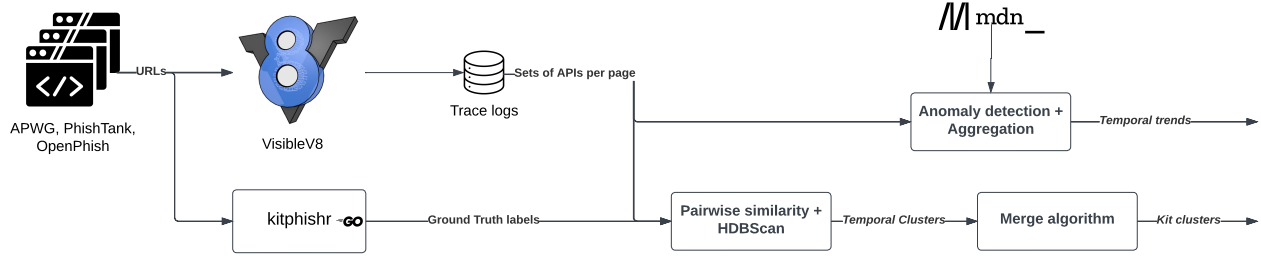 APWG, PhishTank,
OpenPhish
URLs
8
VisibleV8
Trace logs
Sets of APIs per page
mdn_
Anomaly detection +
Aggregation
Temporal trends
kitphishr GO
Ground Truth labels
Pairwise similarity +
HDBScan
Temporal Clusters
Merge algorithm
Kit clusters